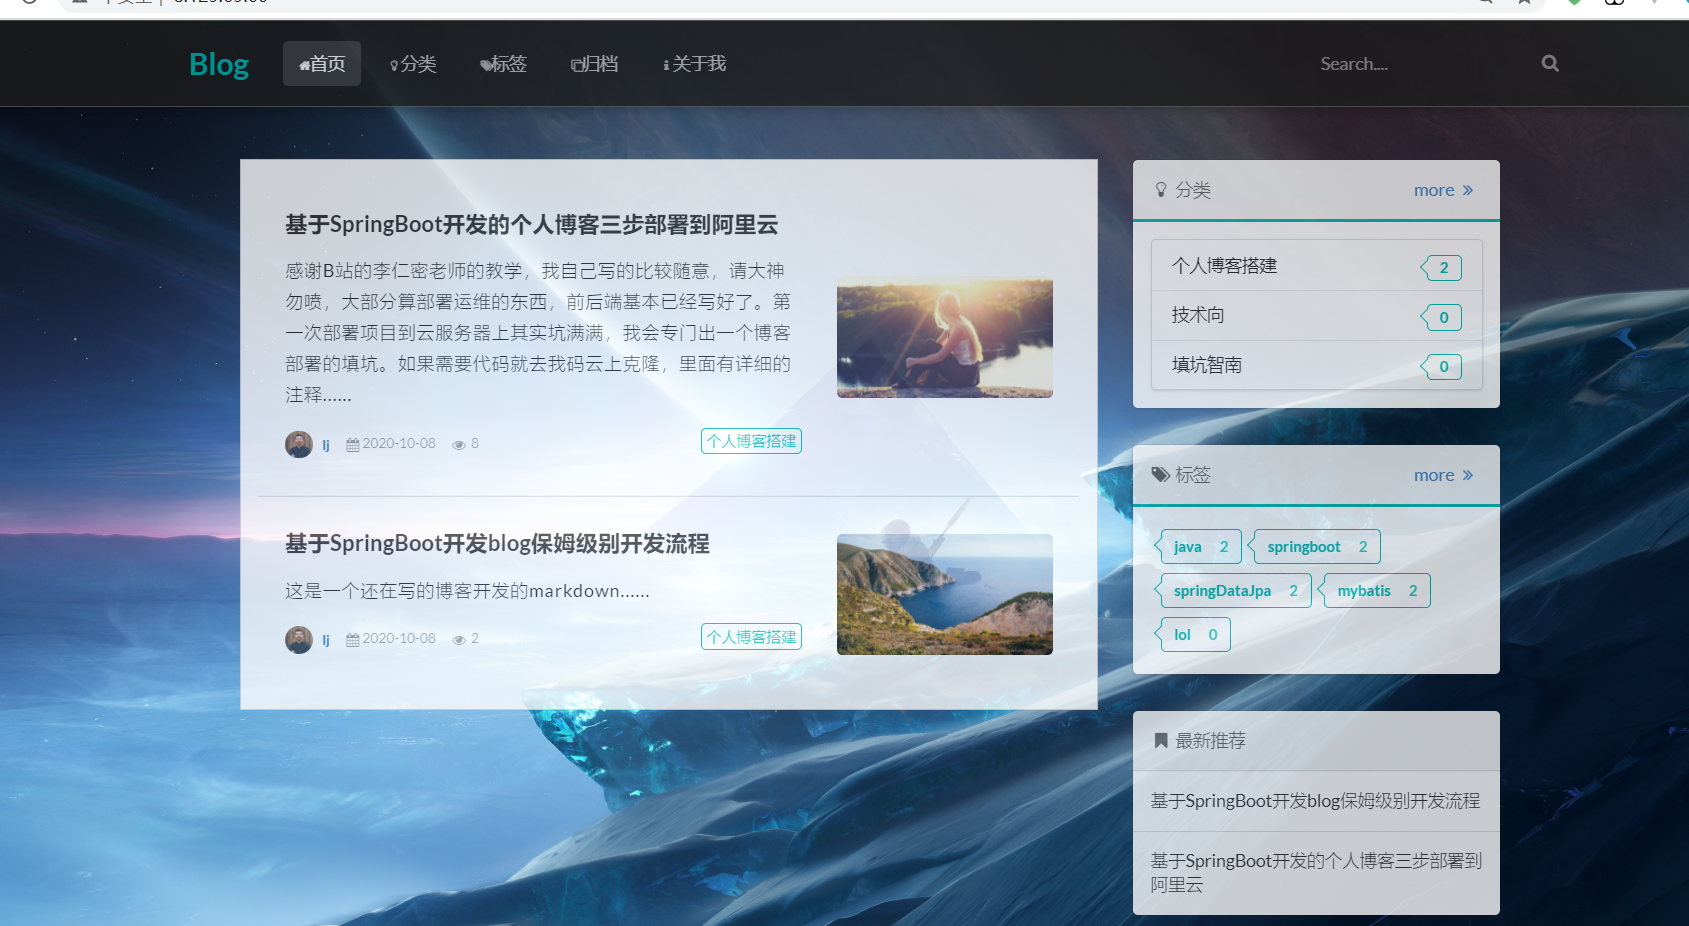 Blog
首页
分类
标签
归档
关于我
Search....
基于SpringBoot开发的个人博客三步部署到阿里云
感谢B站的李仁密老师的教学，我自己写的比较随意，请大神
勿喷，大部分算部署运维的东西，前后端基本已经写好了。第
一次部署项目到云服务器上其实坑满满，我会专门出一个博客
部署的填坑。如果需要代码就去我码云上克隆，里面有详细的
注释......
lj 2020-10-08 8 个人博客搭建
基于SpringBoot开发blog保姆级别开发流程
这是一个还在写的博客开发的markdown......
lj 2020-10-08 2 个人博客搭建
分类 more
个人博客搭建 2
技术向 0
填坑智南 0
标签 more
java 2 springboot 2
springDataJpa 2 mybatis 2
lol 0
最新推荐
基于SpringBoot开发blog保姆级别开发流程
基于SpringBoot开发的个人博客三步部署到
阿里云